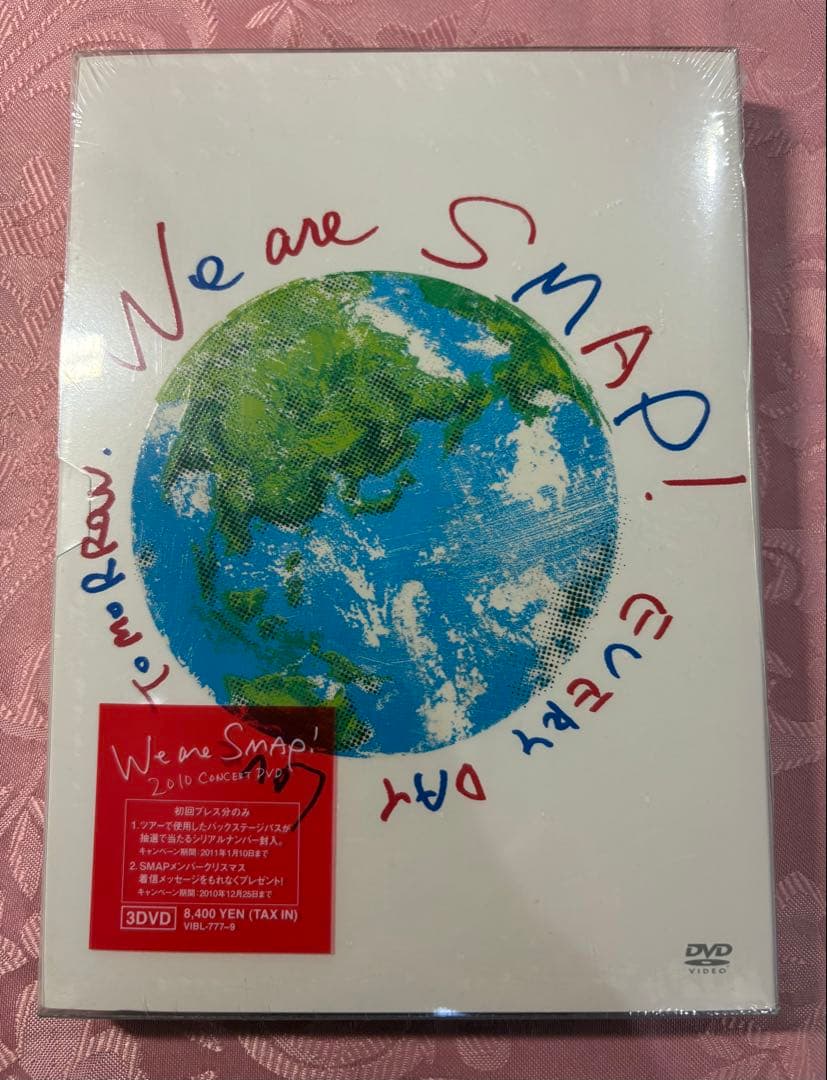 We are SMAP!
EVERY DAY
TOMORROW.
We are SMAP!
2010 CONCERT DVD
初回プレス分のみ
1.ツアーで使用したバックステージパスが
抽選で当たるシリアルナンバー封入。
キャンペーン期間:2011年1月10日まで
2.SMAPメンバークリスマス
着信メッセージをもれなくプレゼント!
キャンペーン期間:2010年12月25日まで
3DVD 8,400 YEN (TAX IN)
VIBL-777~9
DVD
VIDEO